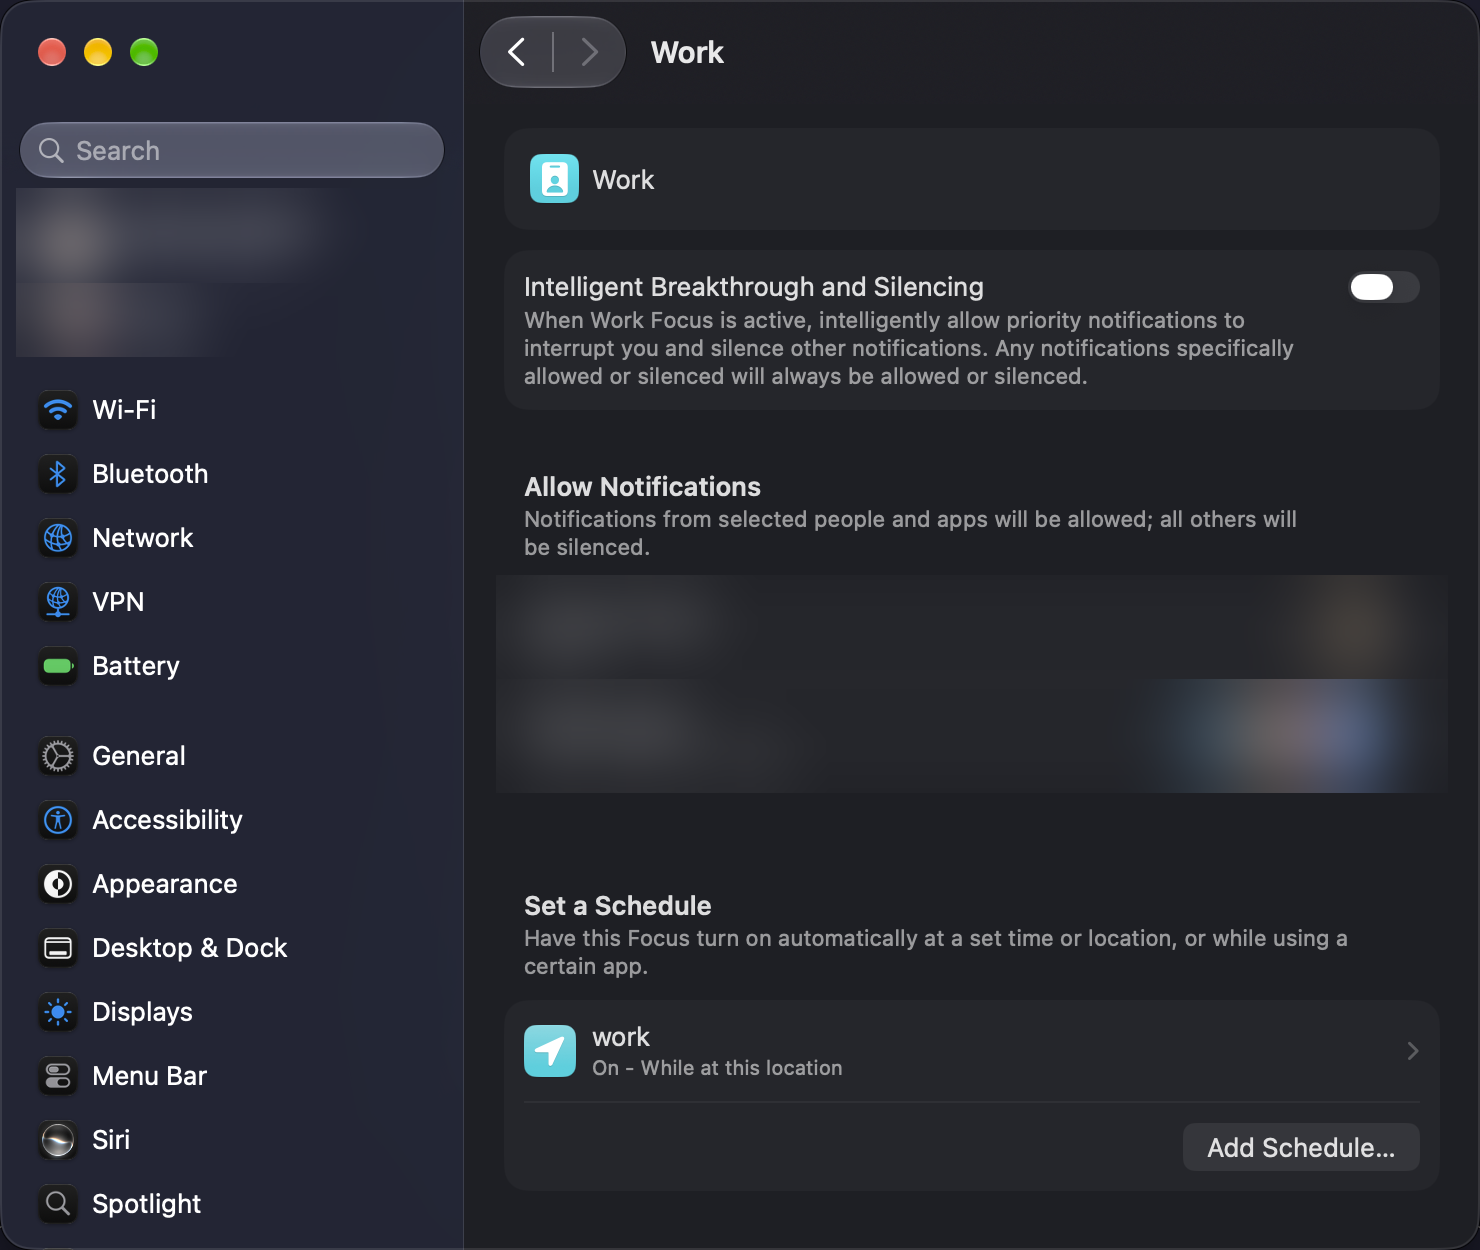 Work
Search
Wi-Fi
Bluetooth
Network
VPN
Battery
General
Accessibility
Appearance
Desktop & Dock
Displays
Menu Bar
Siri
Spotlight
Work
Intelligent Breakthrough and Silencing
When Work Focus is active, intelligently allow priority notifications to
interrupt you and silence other notifications. Any notifications specifically
allowed or silenced will always be allowed or silenced.
Allow Notifications
Notifications from selected people and apps will be allowed; all others will
be silenced.
Set a Schedule
Have this Focus turn on automatically at a set time or location, or while using a
certain app.
work
On - While at this location
Add Schedule...